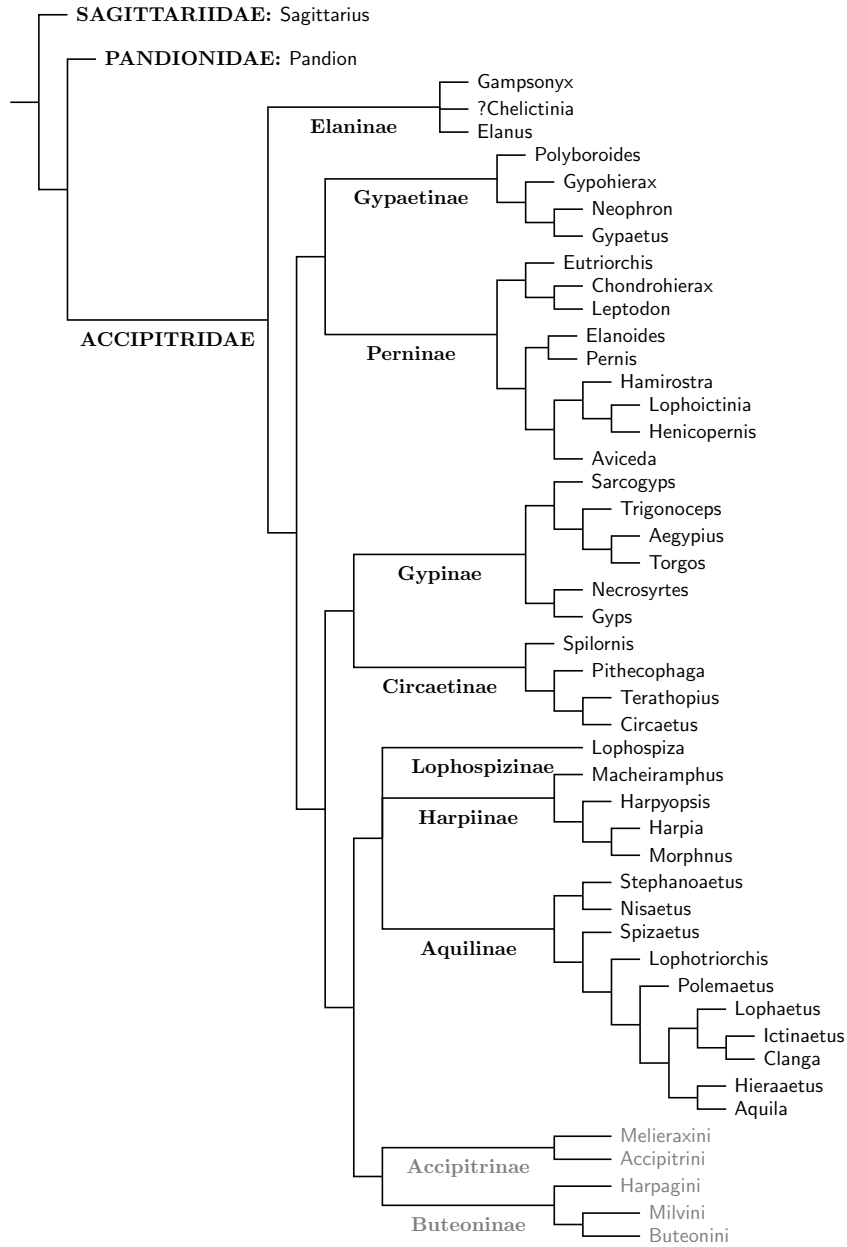 SAGITTARIIDAE: Sagittarius
PANDIONIDAE: Pandion
Gampsonyx
?Chelictinia
Elaninae
Elanus
Polyboroides
Gypohierax
Gypaetinae
Neophron
Gypaetus
Eutriorchis
Chondrohierax
Leptodon
Elanoides
ACCIPITRIDAE
Perninae
Pernis
Hamirostra
Lophoictinia
Henicopernis
Aviceda
Sarcogyps
Trigonoceps
Aegypius
Torgos
Gypinae
Necrosyrtes
Gyps
Spilornis
Pithecophaga
Circaetinae
Terathopius
Circaetus
Lophospiza
Lophospizinae
Macheiramphus
Harpyopsis
Harpiinae
Harpia
Morphnus
Stephanoaetus
Nisaetus
Spizaetus
Aquilinae
Lophotriorchis
Polemaetus
Lophaetus
Ictinaetus
Clanga
Hieraaetus
Aquila
Melieraxini
Accipitrinae
Accipitrini
Harpagini
Milvini
Buteoninae
Buteonini